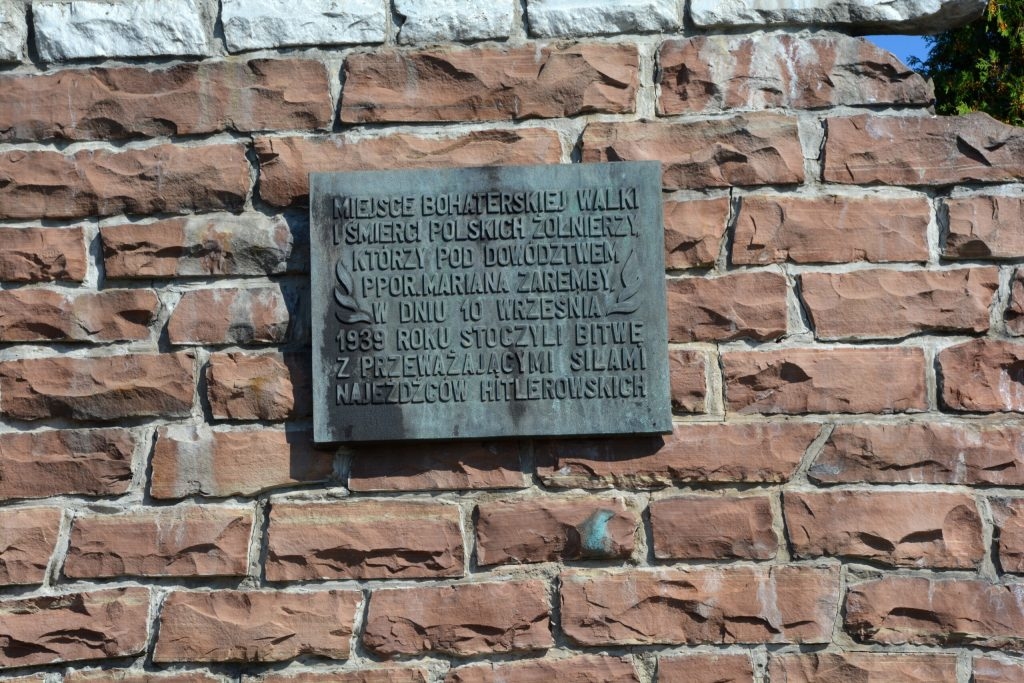 MIEJSCE BOHATERSKIEJ WALKI
I ŚMIERCI POLSKICH ŻOŁNIERZY,
KTÓRZY POD DOWÓDZTWEM
PPOR. MARIANA ZAREMBY,
W DNIU 10 WRZEŚNIA
1939 ROKU STOCZYLI BITWĘ
Z PRZEWAŻAJĄCYMI SIŁAMI
NAJEŹDŹCÓW HITLEROWSKICH